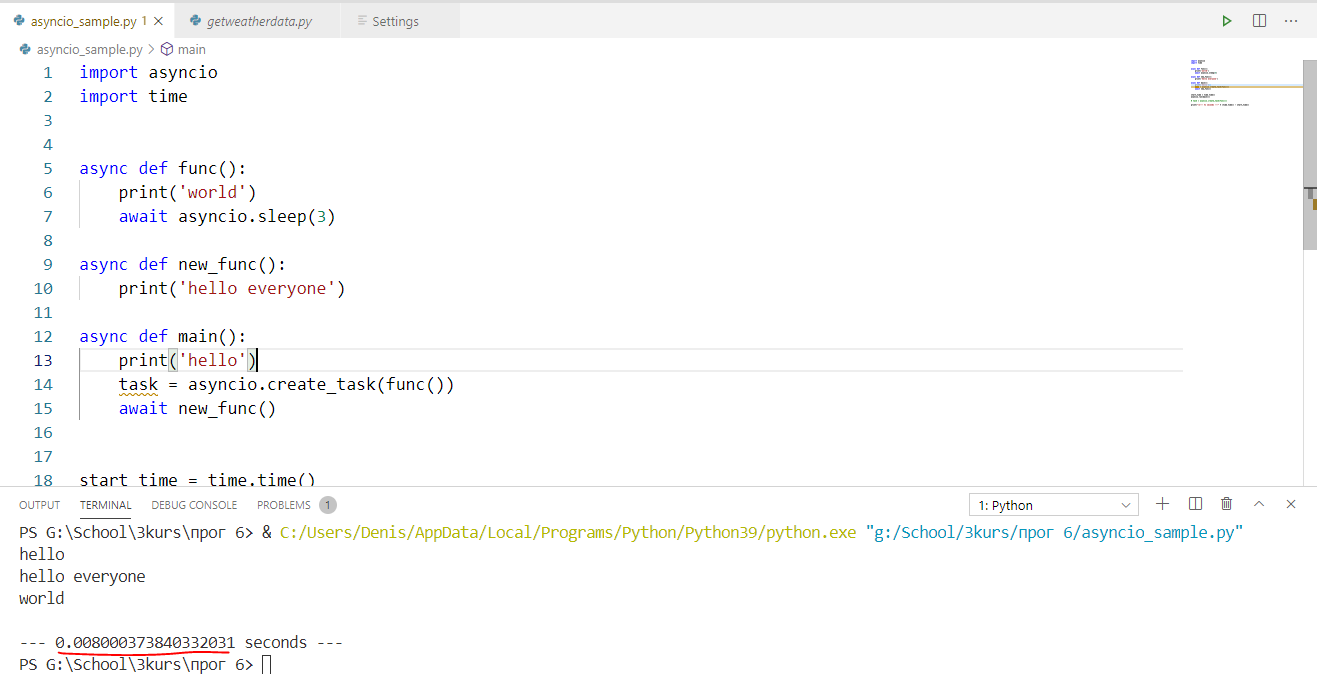 asyncio_sample.py 1 ×
getweatherdata.py
Settings
asyncio_sample.py > main
1 import asyncio
2 import time
3
4
5 async def func():
6 print('world')
7 await asyncio.sleep(3)
8
9 async def new_func():
10 print('hello everyone')
11
12 async def main():
13 print('hello')
14 task = asyncio.create_task(func())
15 await new_func()
16
17
18 start_time = time.time()
OUTPUT TERMINAL DEBUG CONSOLE PROBLEMS 1 1: Python
PS G:\School\3kurs\прог 6> & C:/Users/Denis/AppData/Local/Programs/Python/Python39/python.exe "g:/School/3kurs/прог 6/asyncio_sample.py"
hello
hello everyone
world
--- 0.008000373840332031 seconds ---
PS G:\School\3kurs\прог 6>